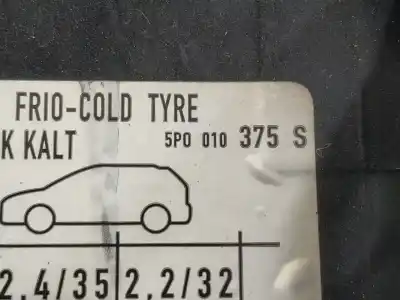 FRIO-COLD TYRE
K KALT 5P0 010 375 S
2,4/35 2,2/32